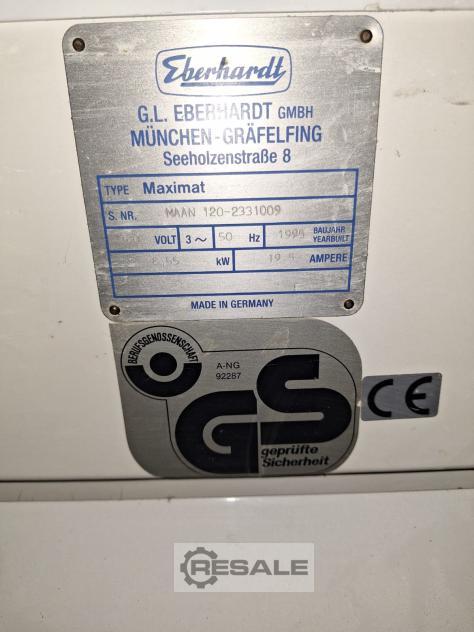 Eberhardt
G.L. EBERHARDT GMBH
MÜNCHEN-GRÄFELFING
Seeholzenstraße 8
TYPE Maximat
S. NR. MAAN 120-2331009
VOLT 3~ 50 Hz BAUJAHR YEARBUILT
kW AMPERE
MADE IN GERMANY
BERUFSGENOSSENSCHAFT
A-NG
92287
GS
geprüfte
Sicherheit
CE
RESALE